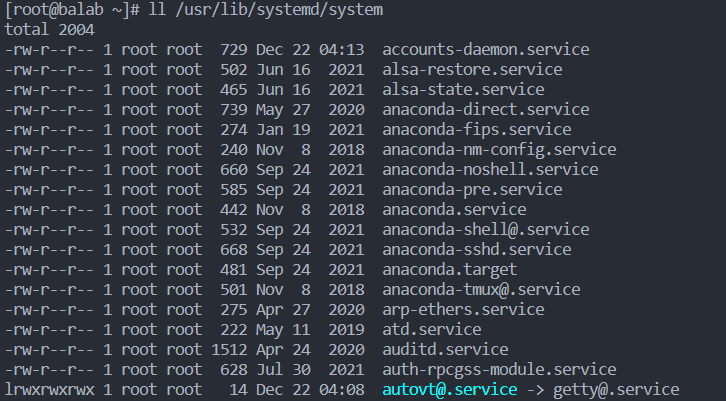 [root@balab ~]# ll /usr/lib/systemd/system
total 2004
-rw-r--r-- 1 root root  729 Dec 22 04:13  accounts-daemon.service
-rw-r--r-- 1 root root  502 Jun 16  2021  alsa-restore.service
-rw-r--r-- 1 root root  465 Jun 16  2021  alsa-state.service
-rw-r--r-- 1 root root  739 May 27  2020  anaconda-direct.service
-rw-r--r-- 1 root root  274 Jan 19  2021  anaconda-fips.service
-rw-r--r-- 1 root root  240 Nov  8  2018  anaconda-nm-config.service
-rw-r--r-- 1 root root  660 Sep 24  2021  anaconda-noshell.service
-rw-r--r-- 1 root root  585 Sep 24  2021  anaconda-pre.service
-rw-r--r-- 1 root root  442 Nov  8  2018  anaconda.service
-rw-r--r-- 1 root root  532 Sep 24  2021  anaconda-shell@.service
-rw-r--r-- 1 root root  668 Sep 24  2021  anaconda-sshd.service
-rw-r--r-- 1 root root  481 Sep 24  2021  anaconda.target
-rw-r--r-- 1 root root  501 Nov  8  2018  anaconda-tmux@.service
-rw-r--r-- 1 root root  275 Apr 27  2020  arp-ethers.service
-rw-r--r-- 1 root root  222 May 11  2019  atd.service
-rw-r--r-- 1 root root 1512 Apr 24  2020  auditd.service
-rw-r--r-- 1 root root  628 Jul 30  2021  auth-rpcgss-module.service
lrwxrwxrwx 1 root root   14 Dec 22 04:08  autovt@.service -> getty@.service